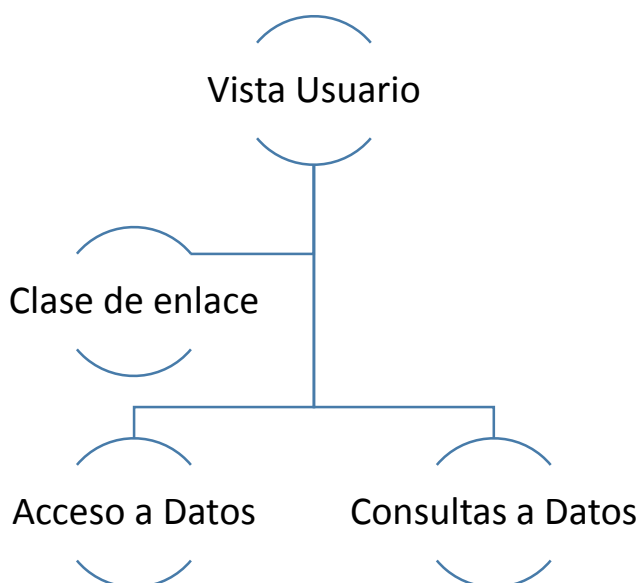 Vista Usuario
Clase de enlace
Acceso a Datos
Consultas a Datos